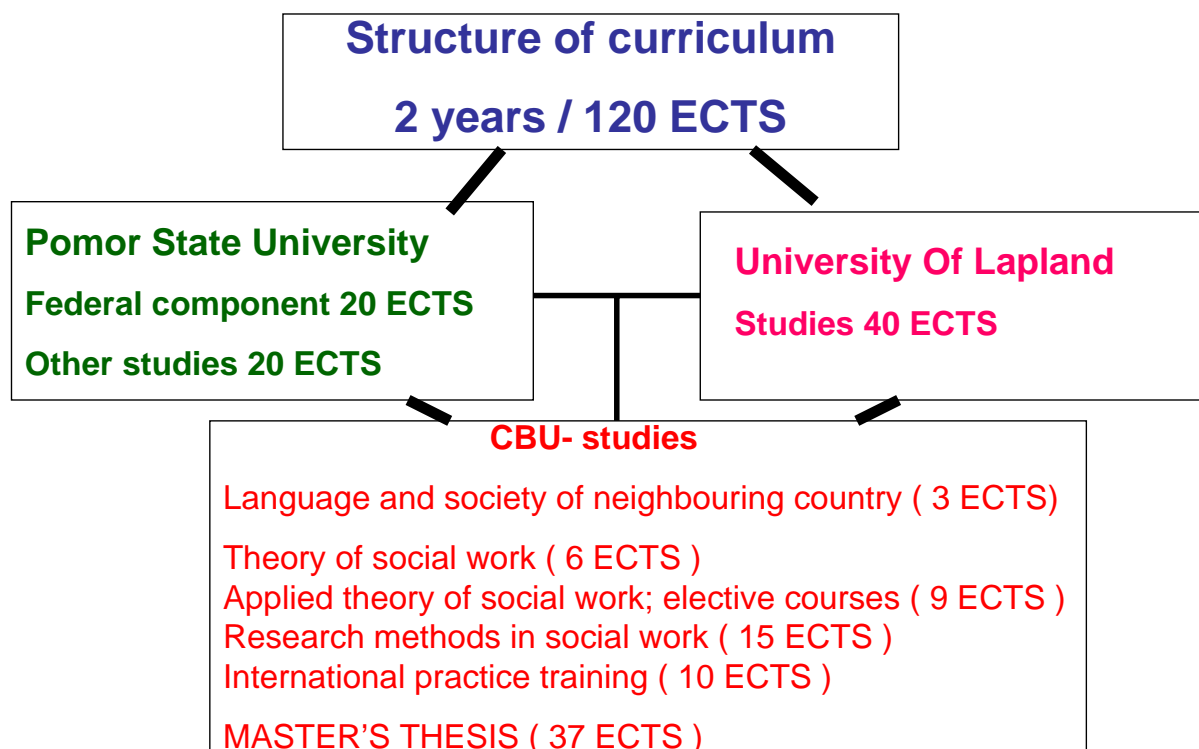 Structure of curriculum
2 years / 120 ECTS
Pomor State University
Federal component 20 ECTS
Other studies 20 ECTS
University Of Lapland
Studies 40 ECTS
CBU- studies
Language and society of neighbouring country ( 3 ECTS)
Theory of social work ( 6 ECTS )
Applied theory of social work; elective courses ( 9 ECTS )
Research methods in social work ( 15 ECTS )
International practice training ( 10 ECTS )
MASTER'S THESIS ( 37 ECTS )